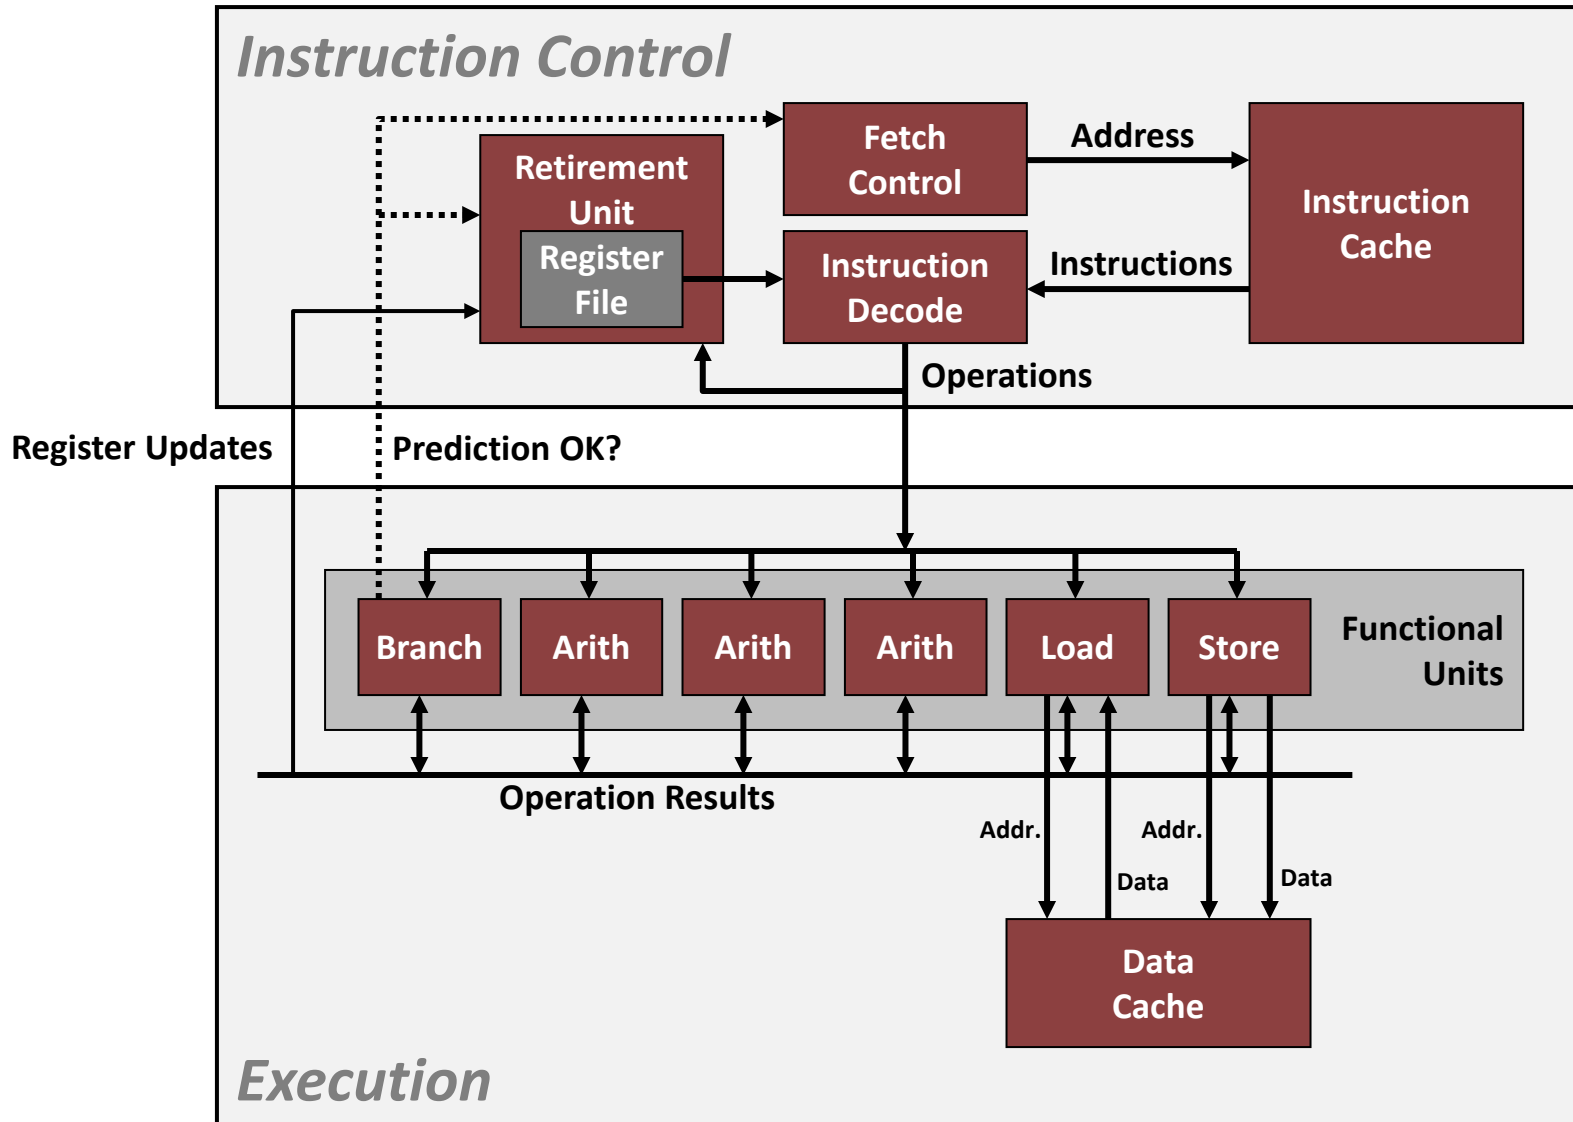 Instruction Control
Fetch
Control
Address
Instruction
Cache
Retirement
Unit
Register
File
Instruction
Decode
Instructions
Operations
Register Updates
Prediction OK?
Branch
Arith
Arith
Arith
Load
Store
Functional
Units
Operation Results
Addr.
Addr.
Data
Data
Data
Cache
Execution